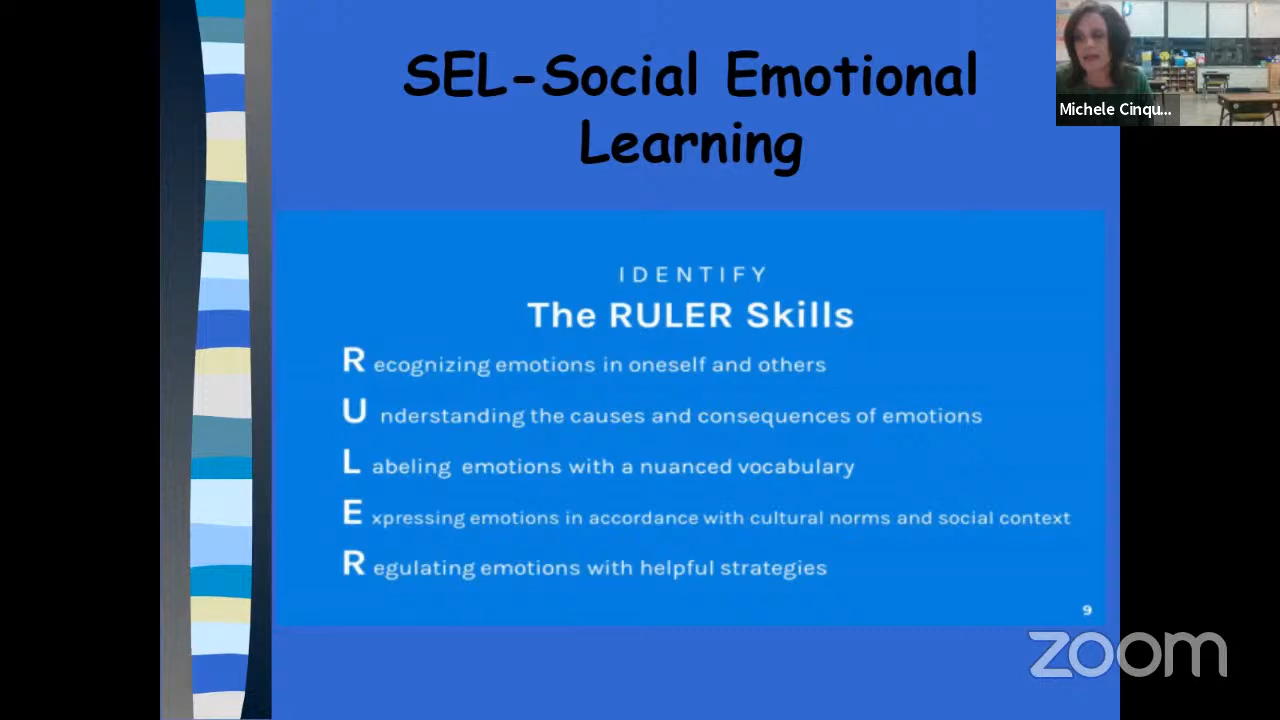 SEL-Social Emotional
Learning
Michele Cinqu...
IDENTIFY
The RULER Skills
R ecognizing emotions in oneself and others
U nderstanding the causes and consequences of emotions
L abeling emotions with a nuanced vocabulary
E xpressing emotions in accordance with cultural norms and social context
R egulating emotions with helpful strategies
9
zoom